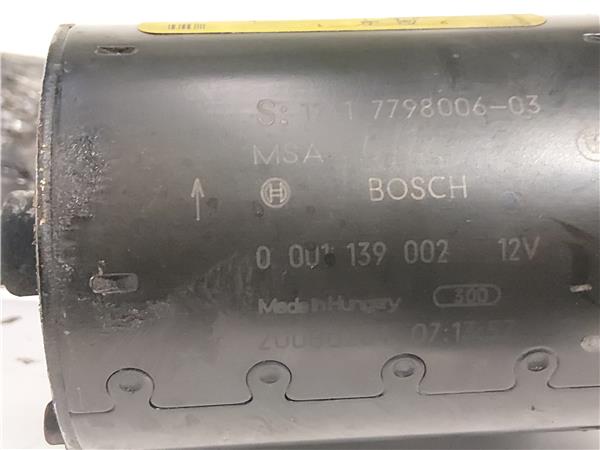 S: 7798006-03
MSA
BOSCH
0 001 139 002 12V
Made in Hungary 300